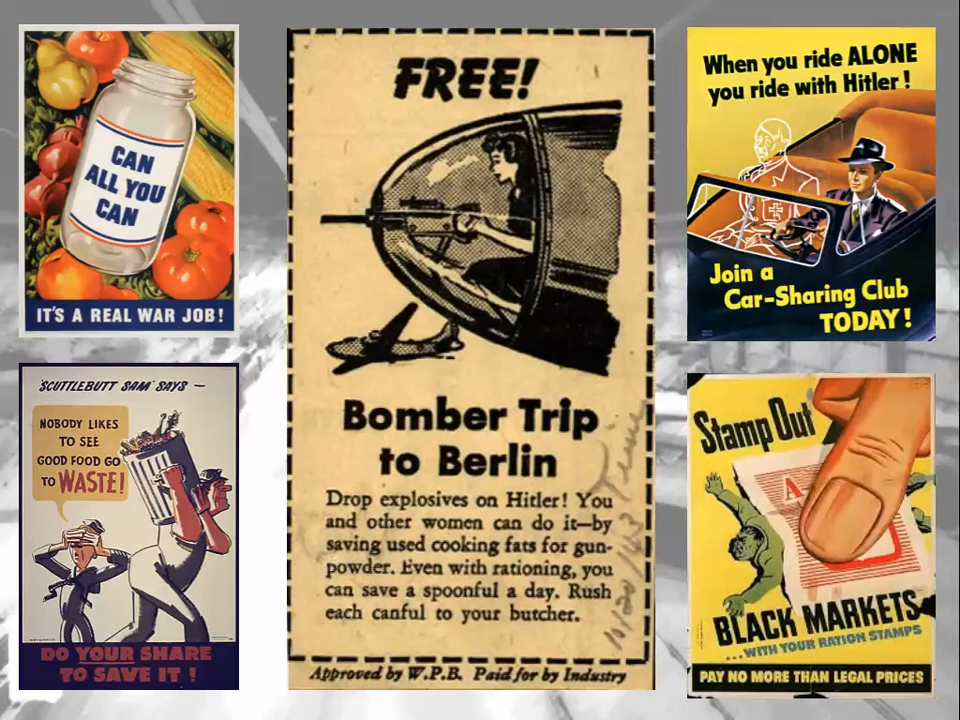 CAN
ALL YOU
CAN
IT'S A REAL WAR JOB!
'SCUTTLEBUTT SAM' SAYS —
NOBODY LIKES
TO SEE
GOOD FOOD GO
TO WASTE!
DO YOUR SHARE
TO SAVE IT !
FREE!
Bomber Trip
to Berlin
Drop explosives on Hitler! You
and other women can do it—by
saving used cooking fats for gun-
powder. Even with rationing, you
can save a spoonful a day. Rush
each canful to your butcher.
Approved by W.P.B. Paid for by Industry
When you ride ALONE
you ride with Hitler !
Join a
Car-Sharing Club
TODAY!
Stamp Out
A
BLACK MARKETS
...WITH YOUR RATION STAMPS
PAY NO MORE THAN LEGAL PRICES